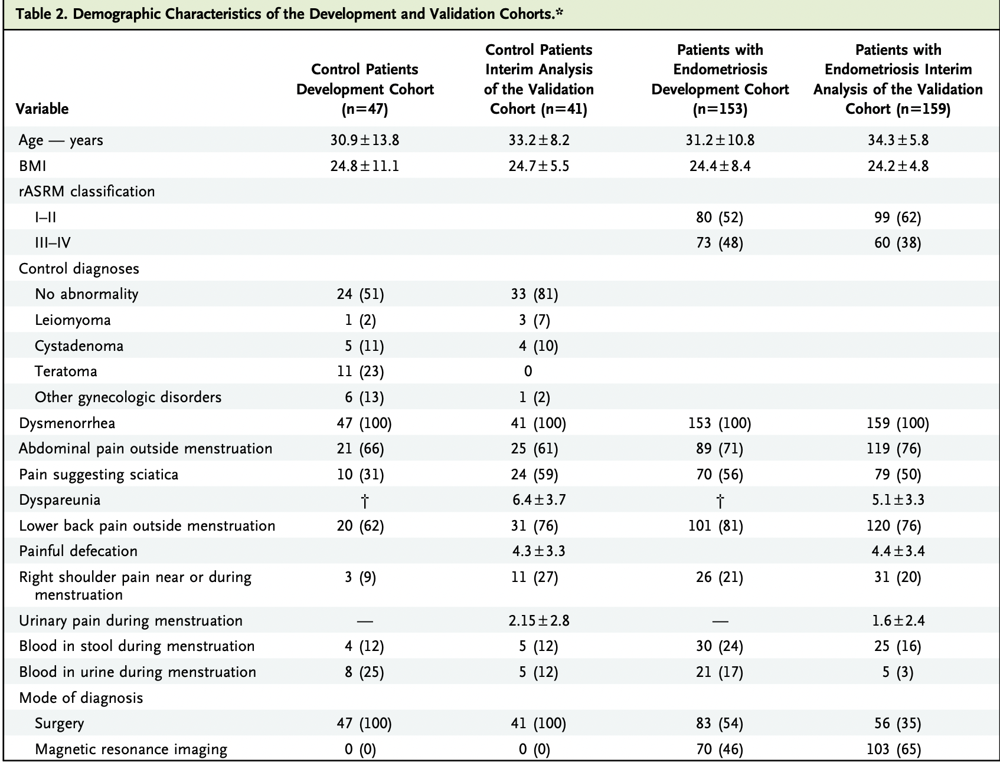 Table 2. Demographic Characteristics of the Development and Validation Cohorts.*
Variable Control Patients Development Cohort (n=47) Control Patients Interim Analysis of the Validation Cohort (n=41) Patients with Endometriosis Development Cohort (n=153) Patients with Endometriosis Interim Analysis of the Validation Cohort (n=159)
Age — years 30.9±13.8 33.2±8.2 31.2±10.8 34.3±5.8
BMI 24.8±11.1 24.7±5.5 24.4±8.4 24.2±4.8
rASRM classification
I–II 80 (52) 99 (62)
III–IV 73 (48) 60 (38)
Control diagnoses
No abnormality 24 (51) 33 (81)
Leiomyoma 1 (2) 3 (7)
Cystadenoma 5 (11) 4 (10)
Teratoma 11 (23) 0
Other gynecologic disorders 6 (13) 1 (2)
Dysmenorrhea 47 (100) 41 (100) 153 (100) 159 (100)
Abdominal pain outside menstruation 21 (66) 25 (61) 89 (71) 119 (76)
Pain suggesting sciatica 10 (31) 24 (59) 70 (56) 79 (50)
Dyspareunia † 6.4±3.7 † 5.1±3.3
Lower back pain outside menstruation 20 (62) 31 (76) 101 (81) 120 (76)
Painful defecation 4.3±3.3 4.4±3.4
Right shoulder pain near or during 3 (9) 11 (27) 26 (21) 31 (20)
menstruation
Urinary pain during menstruation — 2.15±2.8 — 1.6±2.4
Blood in stool during menstruation 4 (12) 5 (12) 30 (24) 25 (16)
Blood in urine during menstruation 8 (25) 5 (12) 21 (17) 5 (3)
Mode of diagnosis
Surgery 47 (100) 41 (100) 83 (54) 56 (35)
Magnetic resonance imaging 0 (0) 0 (0) 70 (46) 103 (65)